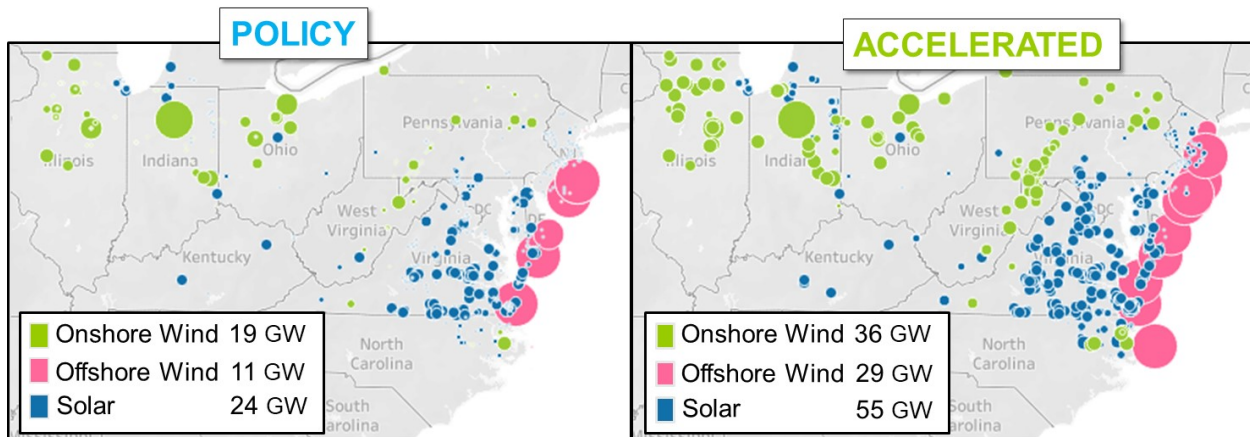 POLICY
Illinois
Indiana
Ohio
Pennsylvania
NJ
West
Virginia
DC
DE
Kentucky
Virginia
North
Carolina
South
Carolina
Onshore Wind 19 GW
Offshore Wind 11 GW
Solar 24 GW
ACCELERATED
Illinois
Ohio
Pennsylvania
West
Virginia
DC
Kentucky
Virginia
North
Carolina
South
Carolina
Onshore Wind 36 GW
Offshore Wind 29 GW
Solar 55 GW